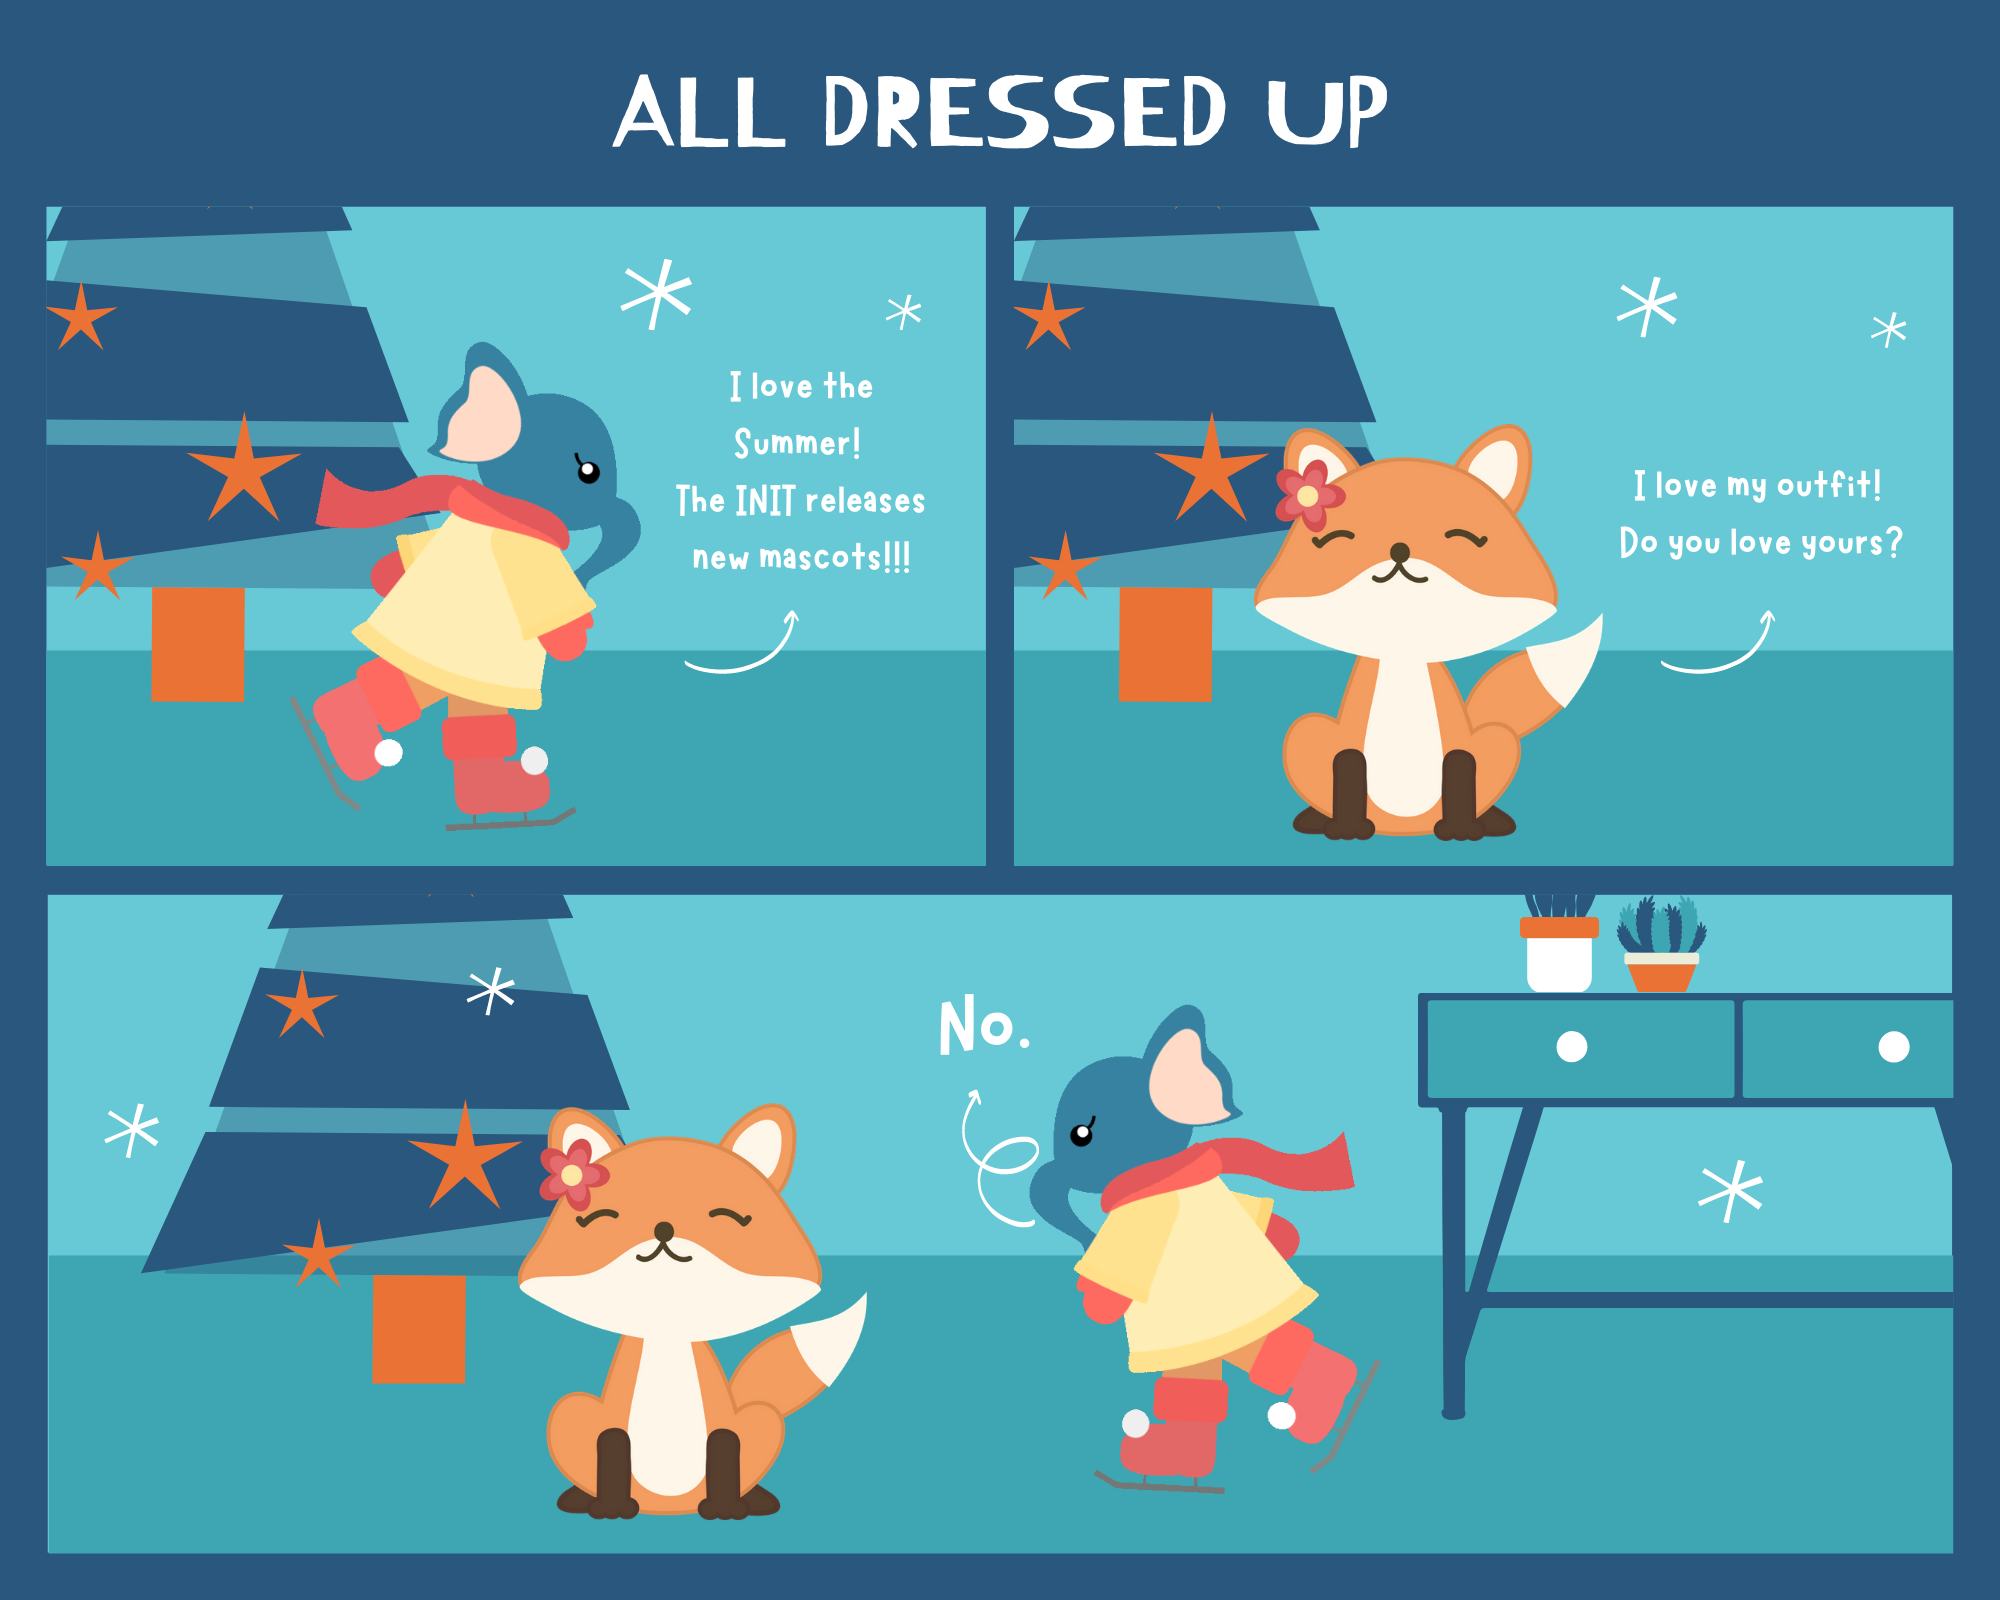 ALL DRESSED UP
I love the
Summer!
The INIT releases
new mascots!!!
I love my outfit!
Do you love yours?
No.